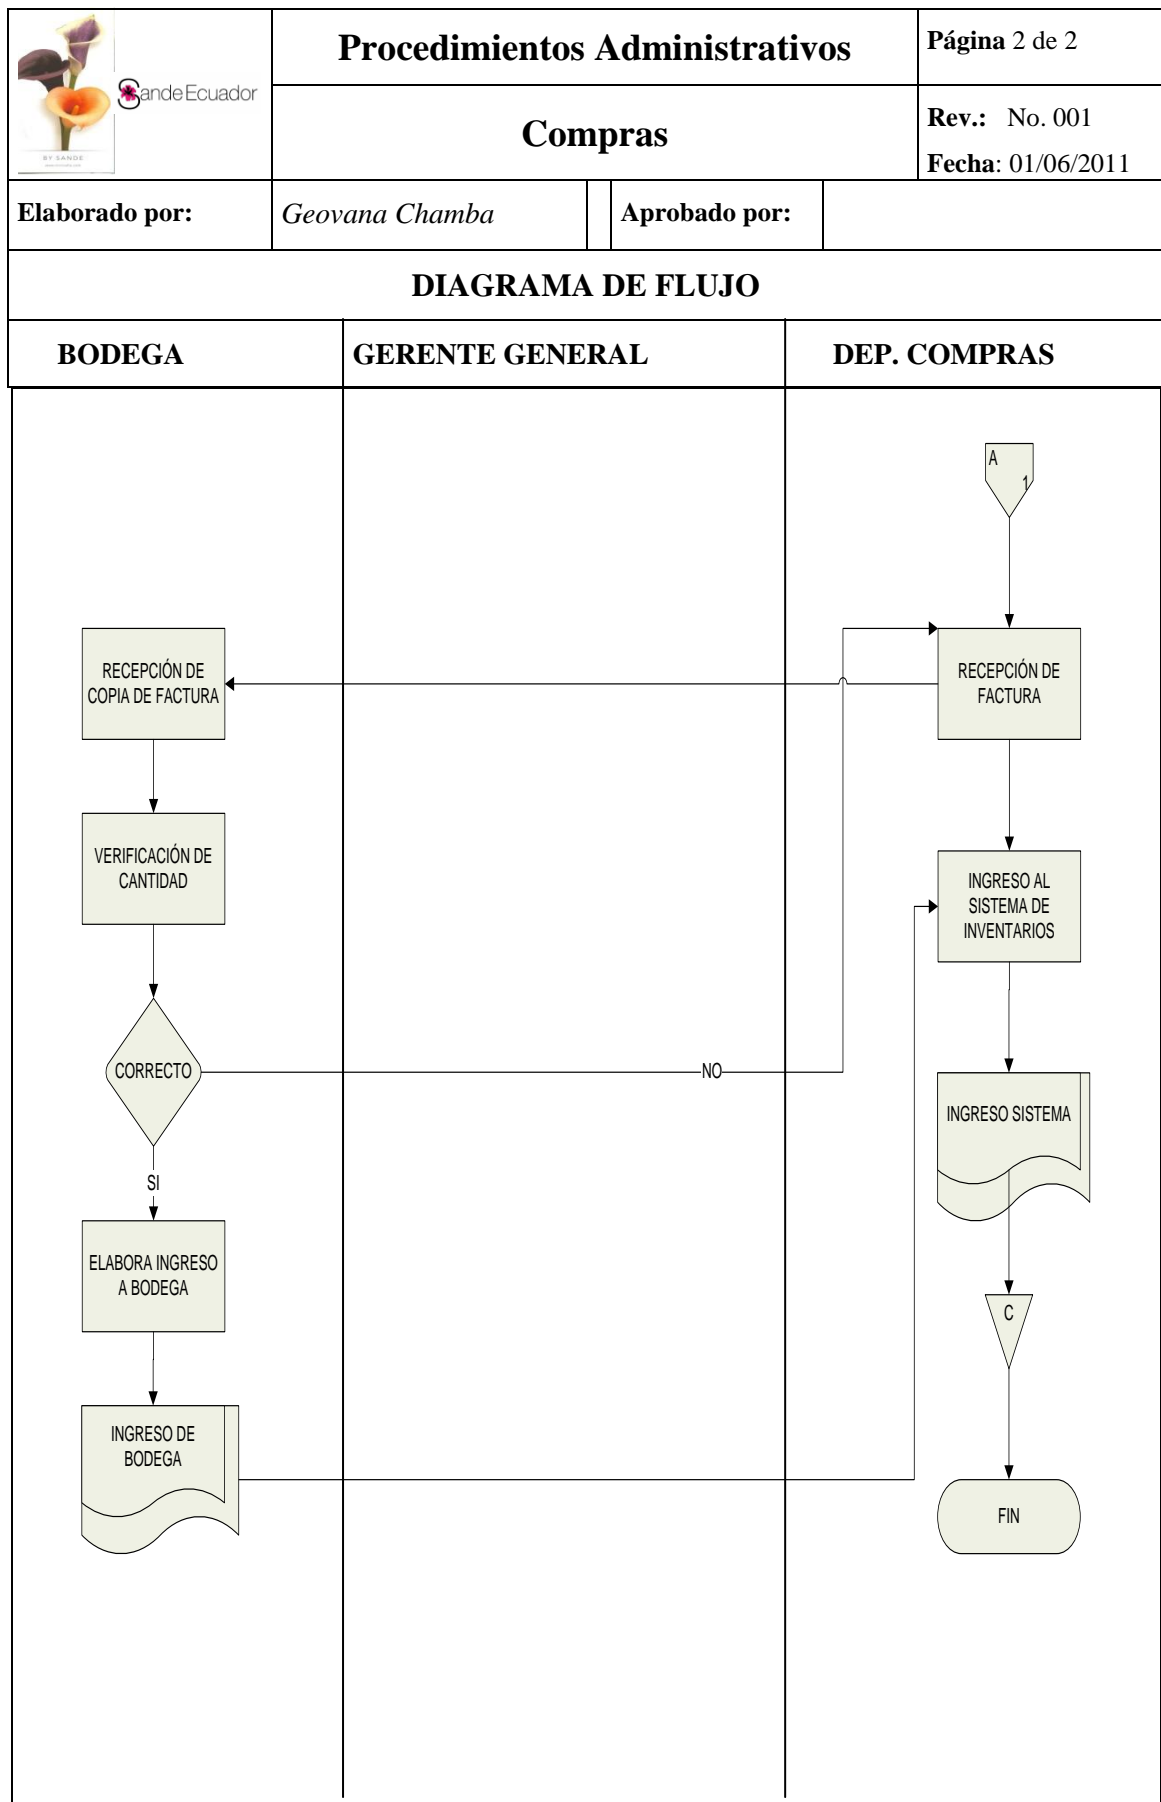 Procedimientos Administrativos
Página 2 de 2
Sande Ecuador
BY SANDE
Compras
Rev.: No. 001
Fecha: 01/06/2011
Elaborado por:
Geovana Chamba
Aprobado por:
DIAGRAMA DE FLUJO
BODEGA
GERENTE GENERAL
DEP. COMPRAS
A
1
RECEPCIÓN DE
COPIA DE FACTURA
RECEPCIÓN DE
FACTURA
VERIFICACIÓN DE
CANTIDAD
INGRESO AL
SISTEMA DE
INVENTARIOS
CORRECTO
NO
INGRESO SISTEMA
SI
ELABORA INGRESO
A BODEGA
C
INGRESO DE
BODEGA
FIN